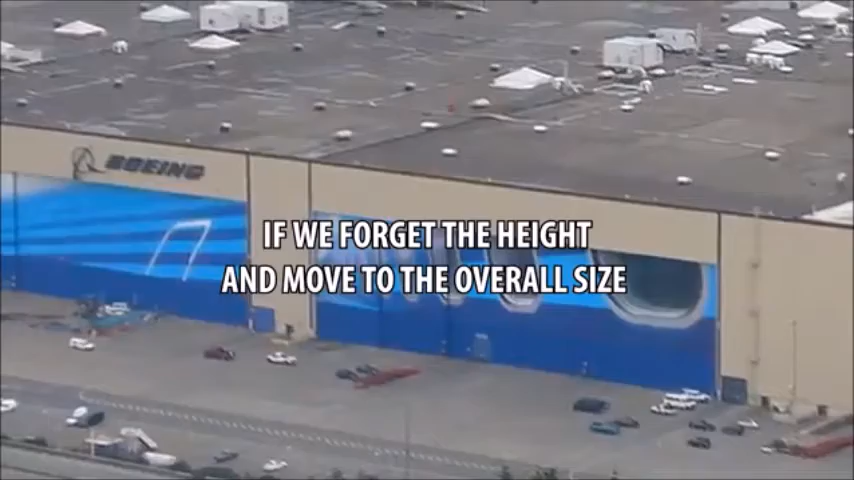 BOEING
IF WE FORGET THE HEIGHT
AND MOVE TO THE OVERALL SIZE